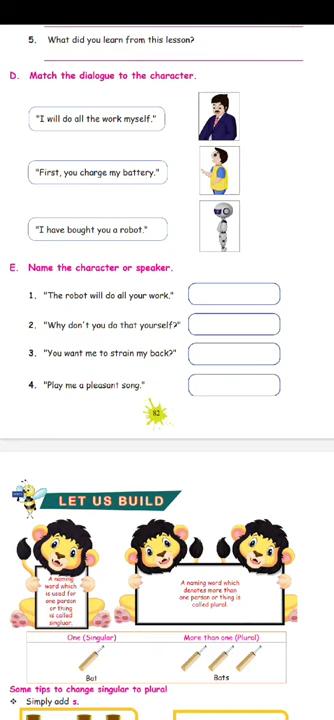 5. What did you learn from this lesson?
D. Match the dialogue to the character.
"I will do all the work myself."
"First, you charge my battery."
"I have bought you a robot."
E. Name the character or speaker.
1. "The robot will do all your work."
2. "Why don't you do that yourself?"
3. "You want me to strain my back?"
4. "Play me a pleasant song."
82
LET US BUILD
A naming
word which
is used for
one person
or thing
is called
singluar.
A naming word which
denotes more than
one person or thing is
called plural.
One (Singular)
More than one (Plural)
Bat
Bats
Some tips to change singular to plural
❖ Simply add s.